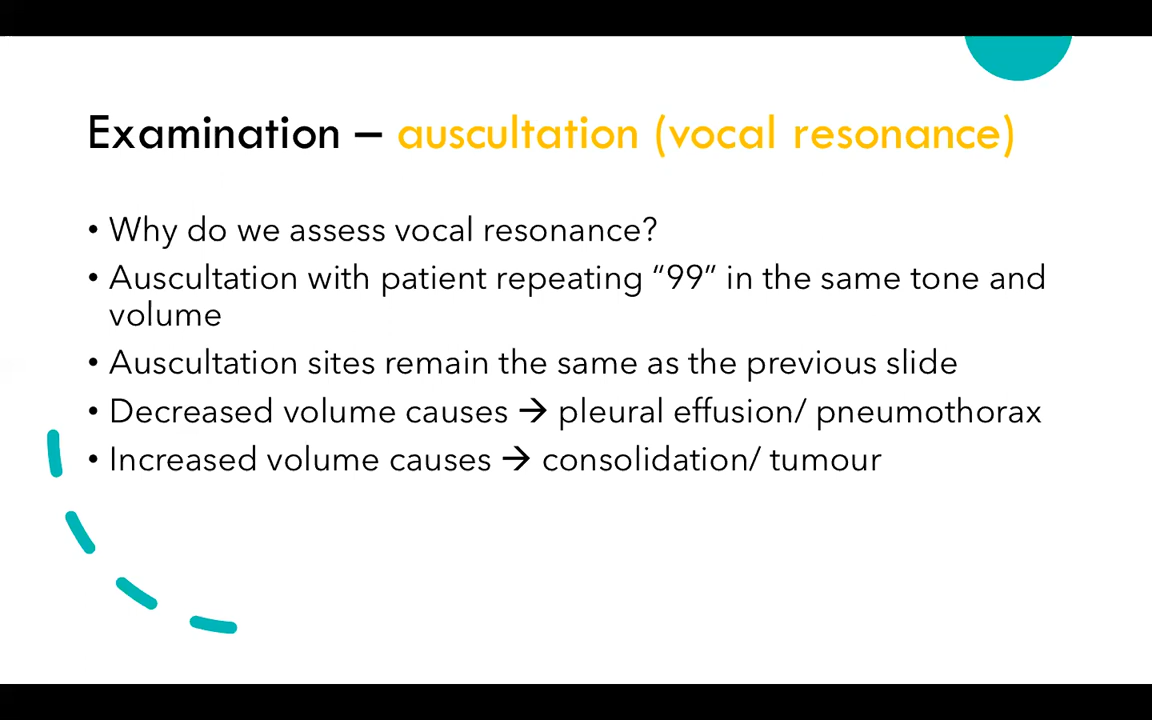 Examination – auscultation (vocal resonance)
• Why do we assess vocal resonance?
• Auscultation with patient repeating “99” in the same tone and
volume
• Auscultation sites remain the same as the previous slide
• Decreased volume causes → pleural effusion/ pneumothorax
• Increased volume causes → consolidation/ tumour